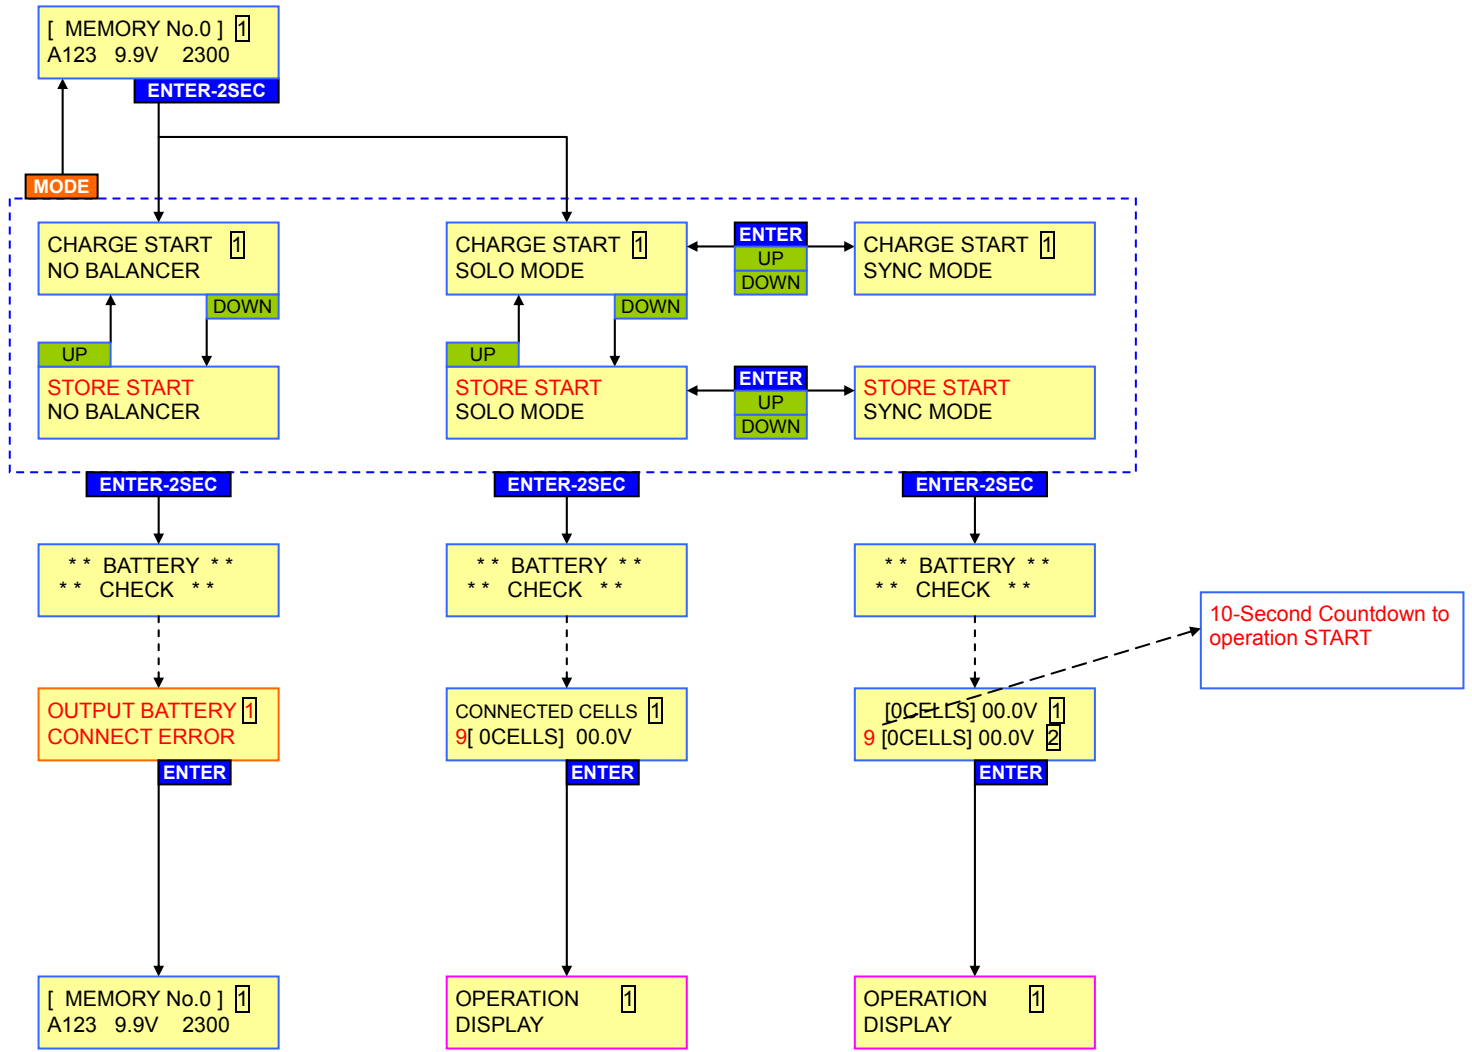 [ MEMORY No.0 ] 1
A123 9.9V 2300
ENTER-2SEC
MODE
CHARGE START 1
NO BALANCER
DOWN
UP
STORE START
NO BALANCER
CHARGE START 1
SOLO MODE
DOWN
UP
STORE START
SOLO MODE
ENTER
UP
DOWN
ENTER
UP
DOWN
CHARGE START 1
SYNC MODE
STORE START
SYNC MODE
ENTER-2SEC
ENTER-2SEC
ENTER-2SEC
* * BATTERY * *
* * CHECK * *
* * BATTERY * *
* * CHECK * *
* * BATTERY * *
* * CHECK * *
10-Second Countdown to
operation START
OUTPUT BATTERY 1
CONNECT ERROR
ENTER
CONNECTED CELLS 1
9[ 0CELLS] 00.0V
ENTER
[0CELLS] 00.0V 1
9 [0CELLS] 00.0V 2
ENTER
[ MEMORY No.0 ] 1
A123 9.9V 2300
OPERATION 1
DISPLAY
OPERATION 1
DISPLAY